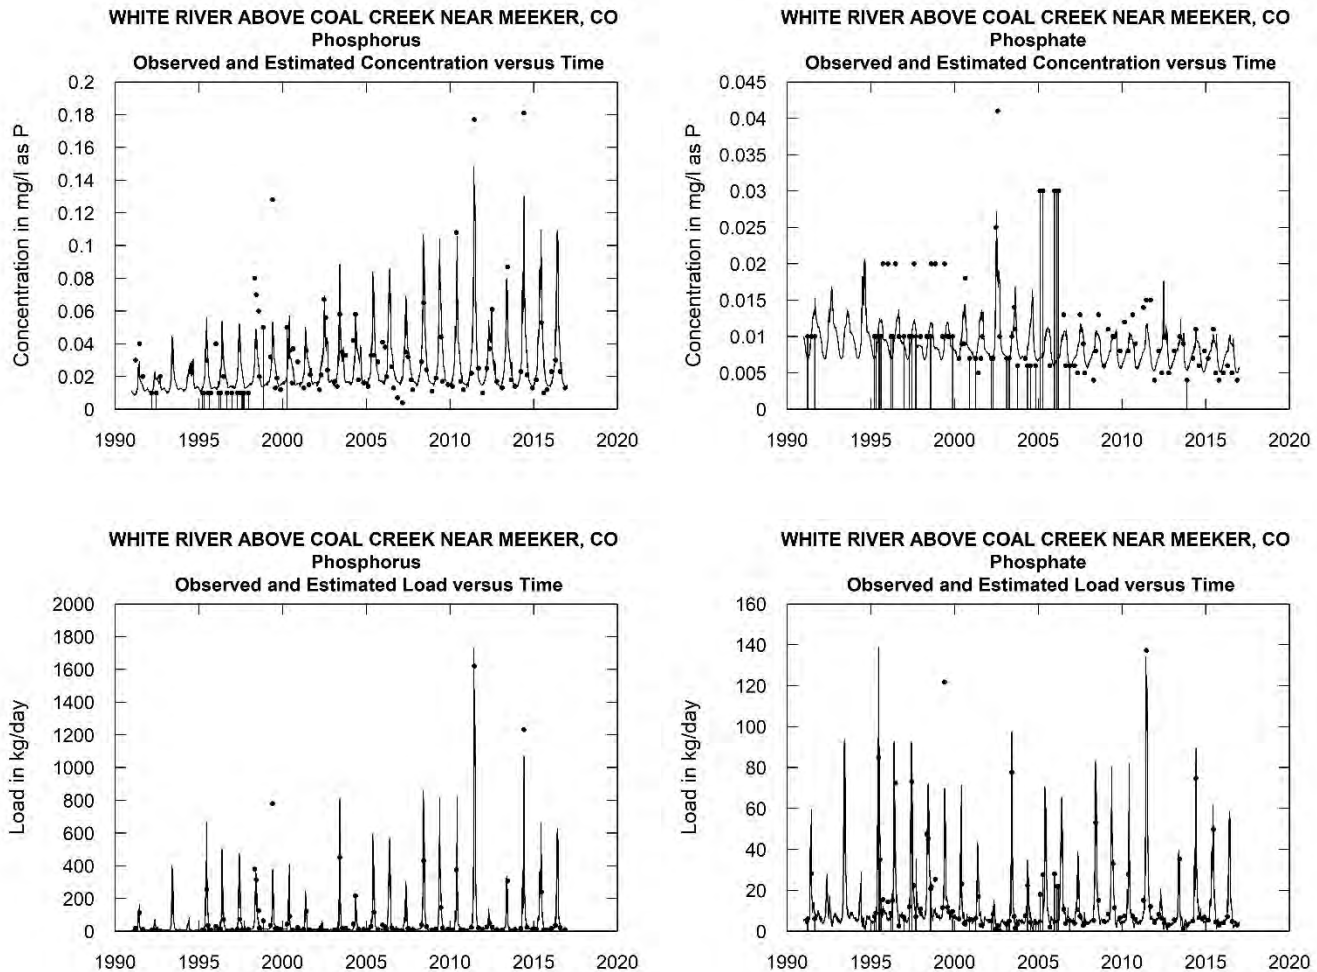 WHITE RIVER ABOVE COAL CREEK NEAR MEEKER, CO
Phosphorus
Observed and Estimated Concentration versus Time
0.2
0.18
0.16
0.14
0.12
0.1
0.08
0.06
0.04
0.02
0
Concentration in mg/l as P
1990 1995 2000 2005 2010 2015 2020
WHITE RIVER ABOVE COAL CREEK NEAR MEEKER, CO
Phosphate
Observed and Estimated Concentration versus Time
0.045
0.04
0.035
0.03
0.025
0.02
0.015
0.01
0.005
0
Concentration in mg/l as P
1990 1995 2000 2005 2010 2015 2020
WHITE RIVER ABOVE COAL CREEK NEAR MEEKER, CO
Phosphorus
Observed and Estimated Load versus Time
2000
1800
1600
1400
1200
1000
800
600
400
200
0
Load in kg/day
1990 1995 2000 2005 2010 2015 2020
WHITE RIVER ABOVE COAL CREEK NEAR MEEKER, CO
Phosphate
Observed and Estimated Load versus Time
160
140
120
100
80
60
40
20
0
Load in kg/day
1990 1995 2000 2005 2010 2015 2020